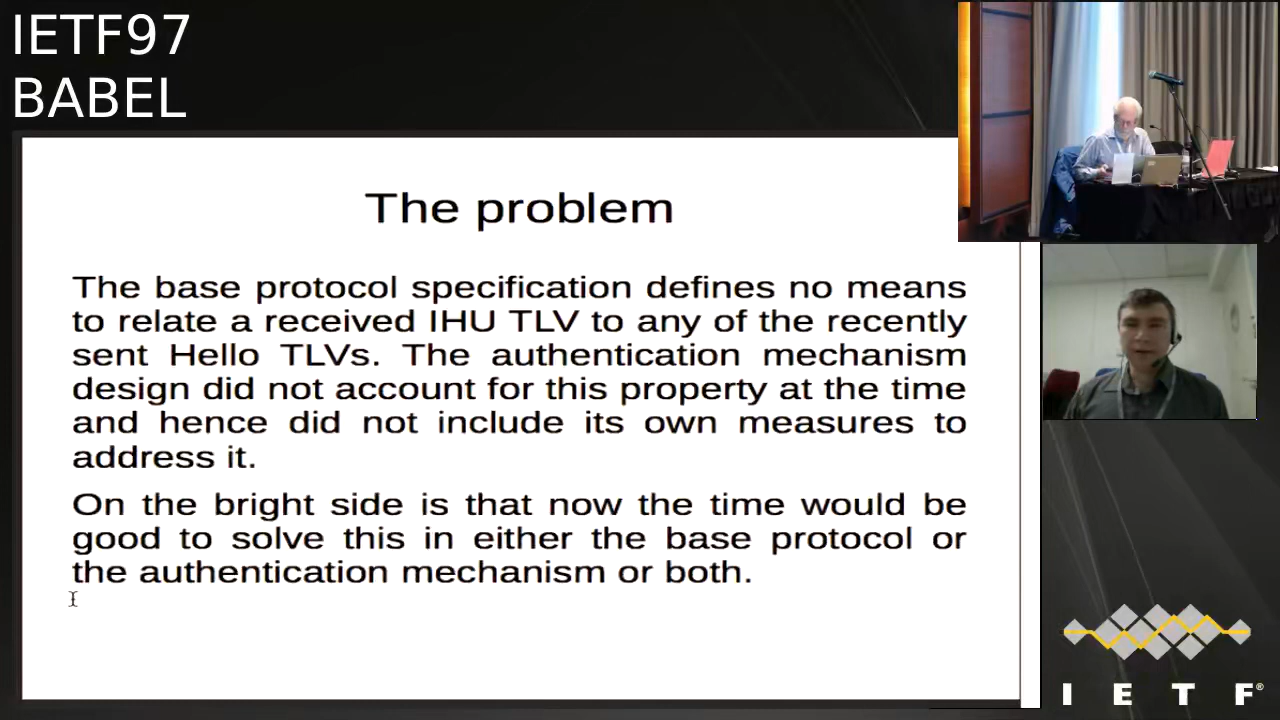 IETF97
BABEL
The problem
The base protocol specification defines no means
to relate a received IHU TLV to any of the recently
sent Hello TLVs. The authentication mechanism
design did not account for this property at the time
and hence did not include its own measures to
address it.
On the bright side is that now the time would be
good to solve this in either the base protocol or
the authentication mechanism or both.
I E T F®